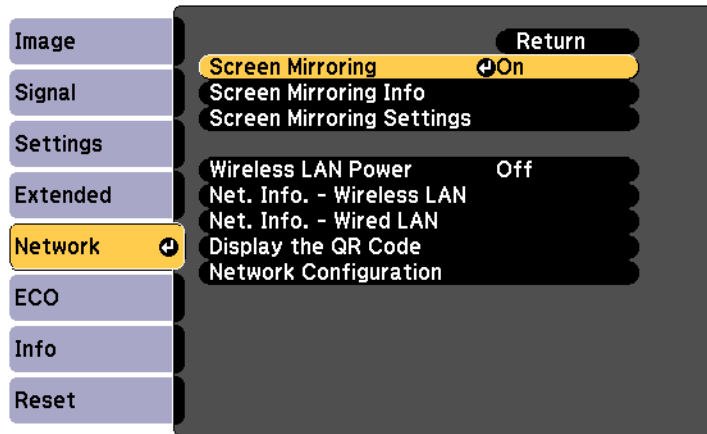 Image
Signal
Settings
Extended
Network
ECO
Info
Reset
Return
Screen Mirroring On
Screen Mirroring Info
Screen Mirroring Settings
Wireless LAN Power Off
Net. Info. - Wireless LAN
Net. Info. - Wired LAN
Display the QR Code
Network Configuration